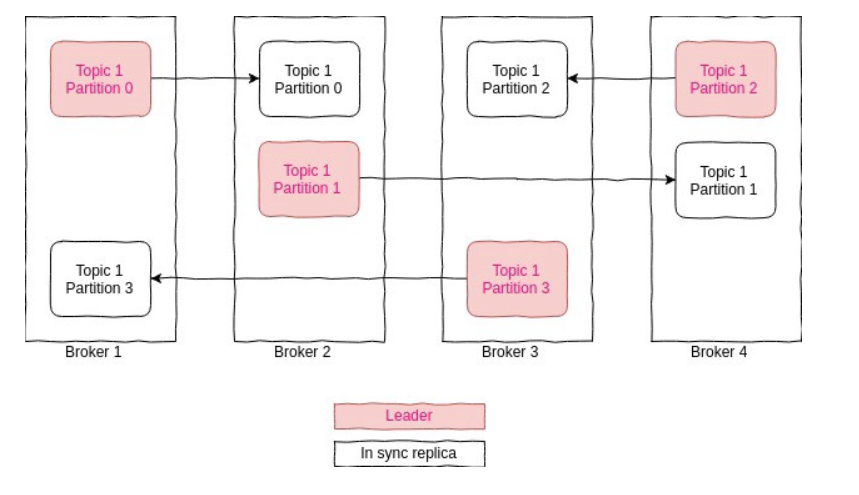 Topic 1
Partition 0
Topic 1
Partition 0
Topic 1
Partition 2
Topic 1
Partition 2
Topic 1
Partition 1
Topic 1
Partition 1
Topic 1
Partition 3
Topic 1
Partition 3
Broker 1
Broker 2
Broker 3
Broker 4
Leader
In sync replica